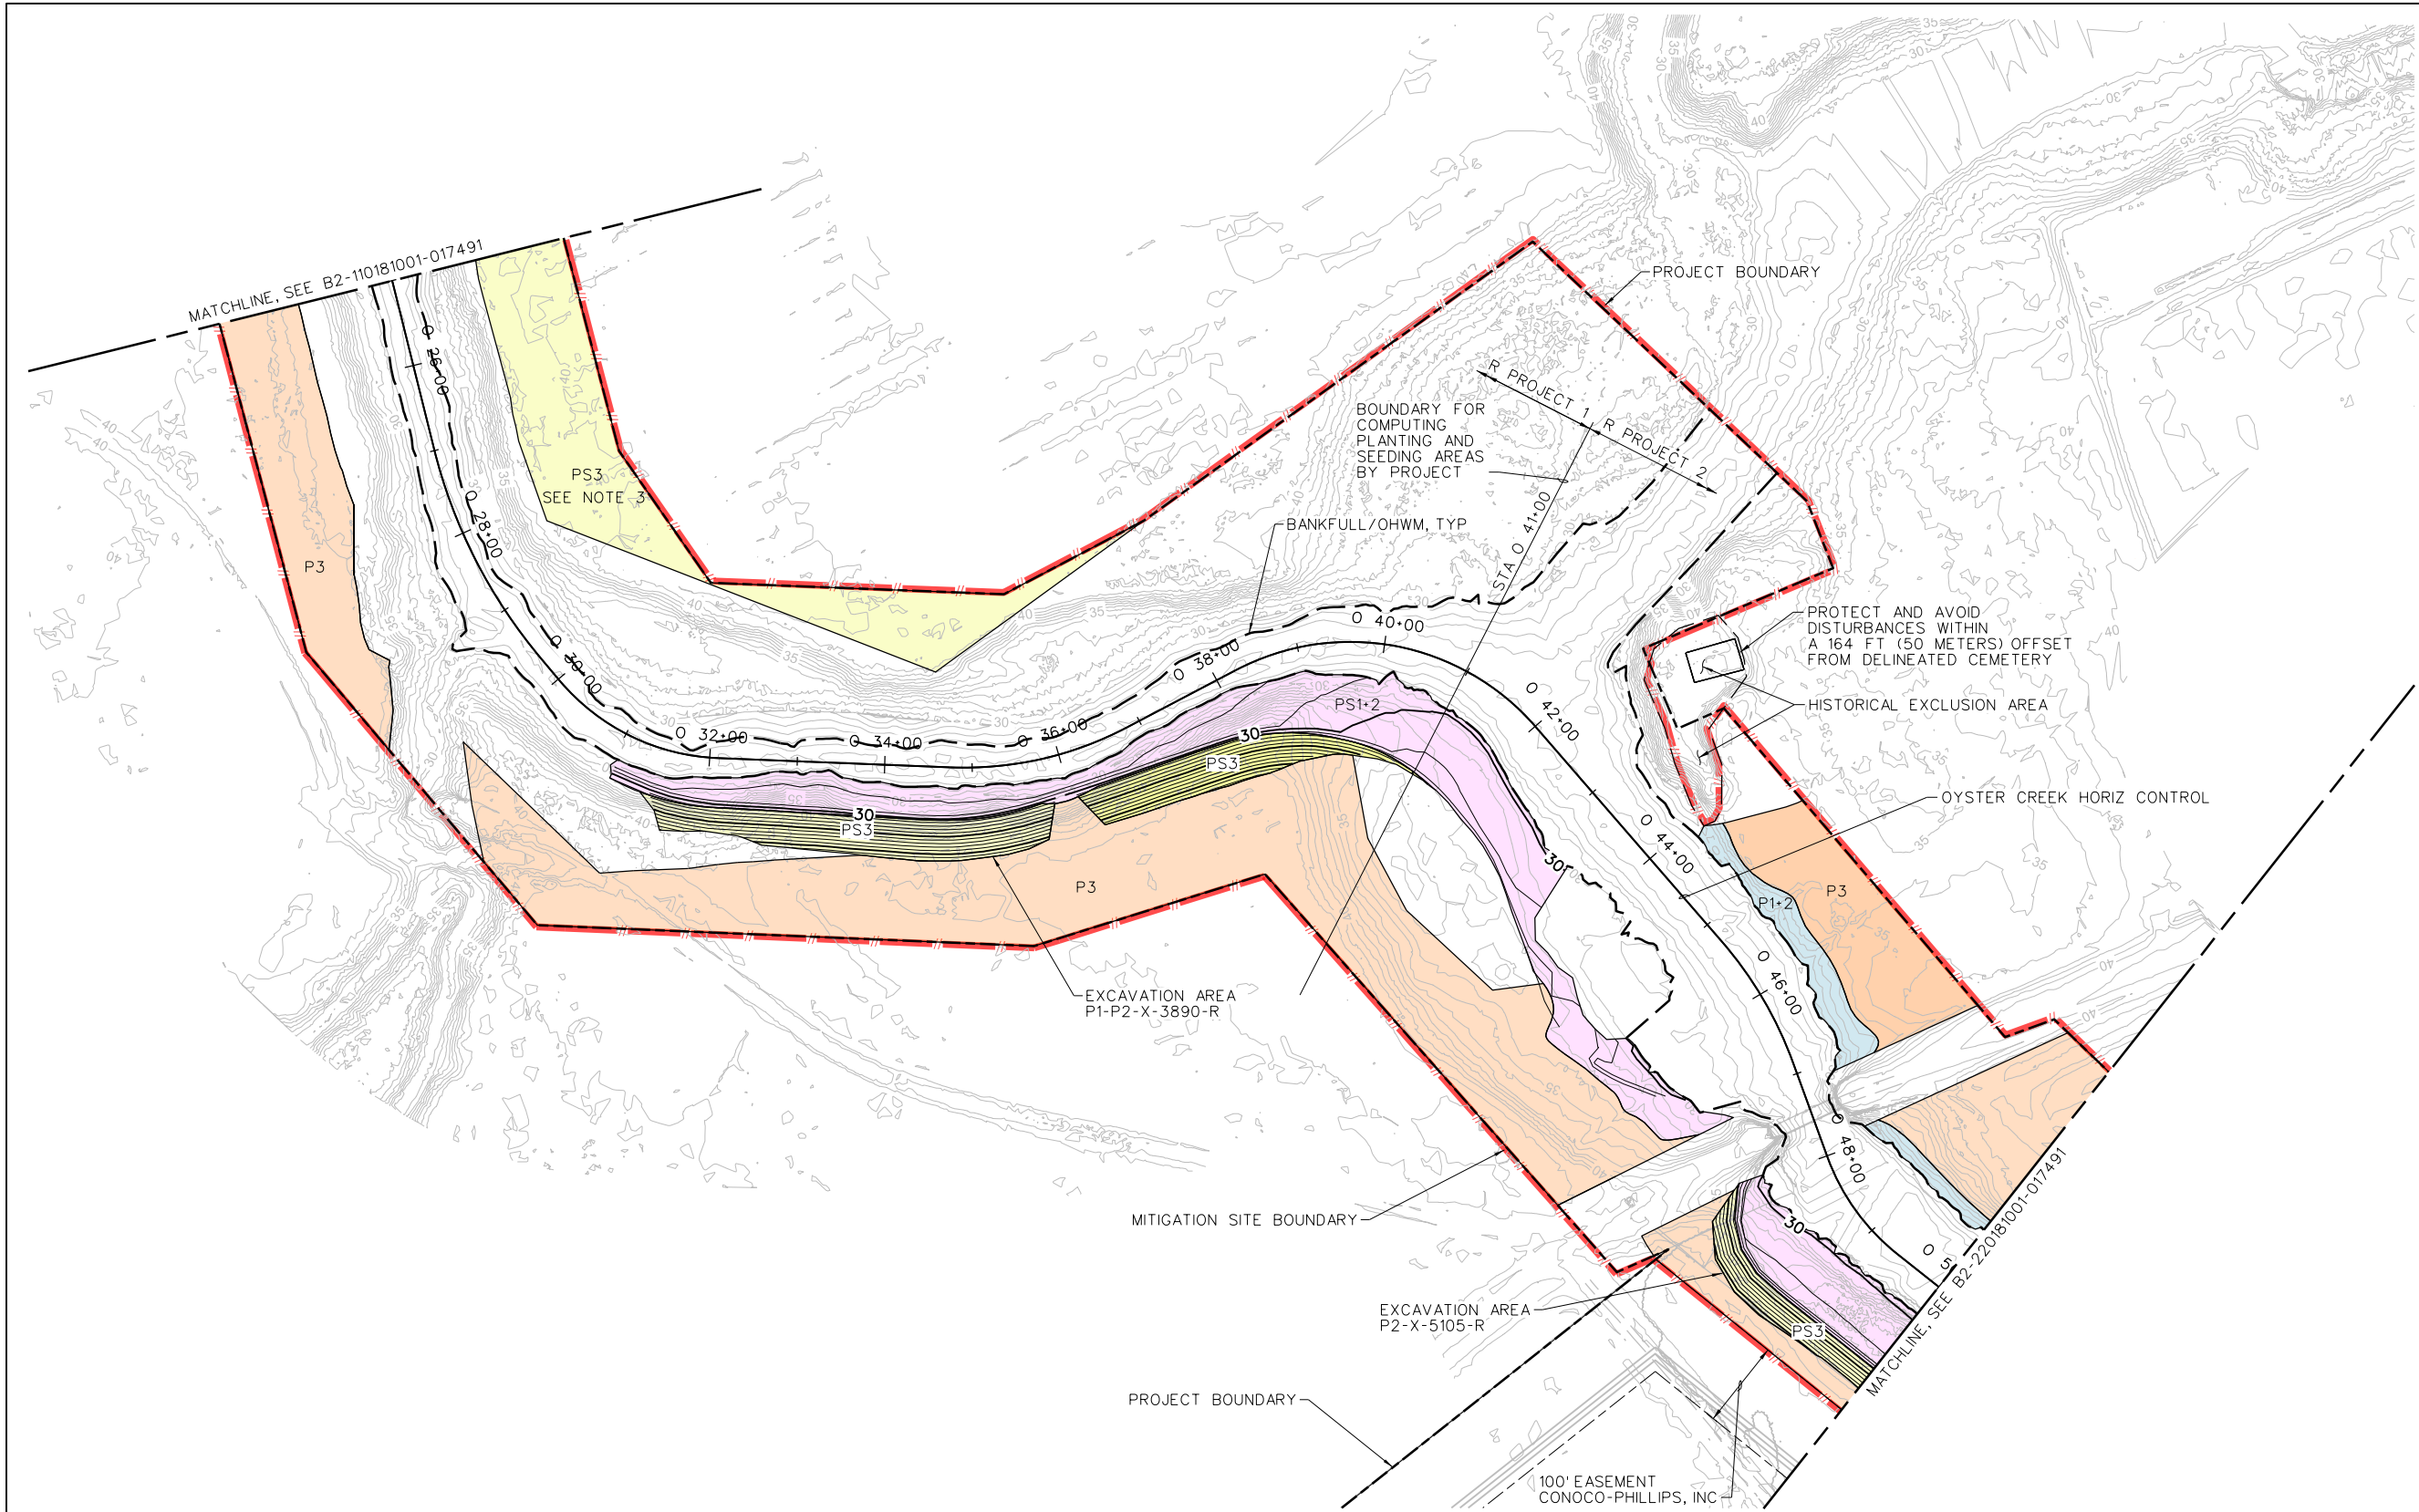 MATCHLINE, SEE B2-110181001-017491
PROJECT BOUNDARY
R PROJECT 1
R PROJECT 2
BOUNDARY FOR
COMPUTING
PLANTING AND
SEEDING AREAS
BY PROJECT
STA O 41+00
BANKFULL/OHWM, TYP
PS3
SEE NOTE 3
P3
O 26+00
O 28+00
O 30+00
O 32+00
O 34+00
O 36+00
O 38+00
O 40+00
O 42+00
O 44+00
O 46+00
O 48+00
O 5
PROTECT AND AVOID
DISTURBANCES WITHIN
A 164 FT (50 METERS) OFFSET
FROM DELINEATED CEMETERY
HISTORICAL EXCLUSION AREA
OYSTER CREEK HORIZ CONTROL
PS1+2
30
PS3
30
PS3
30
P3
P1+2
P3
EXCAVATION AREA
P1-P2-X-3890-R
MITIGATION SITE BOUNDARY
30
EXCAVATION AREA
P2-X-5105-R
PS3
MATCHLINE, SEE B2-220181001-017491
PROJECT BOUNDARY
100' EASEMENT
CONOCO-PHILLIPS, INC